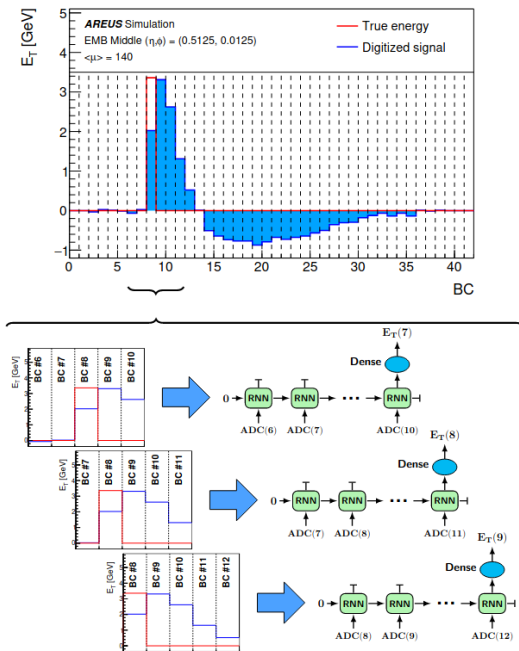 AREUS Simulation
EMB Middle (η,ϕ) = (0.5125, 0.0125)
<μ> = 140
True energy
Digitized signal
E_T [GeV]
5
4
3
2
1
0
−1
0 5 10 15 20 25 30 35 40
BC
E_T [GeV]
BC #6
BC #7
BC #8
BC #9
BC #10
E_T(7)
Dense
0 RNN RNN ··· RNN
ADC(6) ADC(7) ADC(10)
E_T [GeV]
BC #7
BC #8
BC #9
BC #10
BC #11
E_T(8)
Dense
0 RNN RNN ··· RNN
ADC(7) ADC(8) ADC(11)
E_T [GeV]
BC #8
BC #9
BC #10
BC #11
BC #12
E_T(9)
Dense
0 RNN RNN ··· RNN
ADC(8) ADC(9) ADC(12)